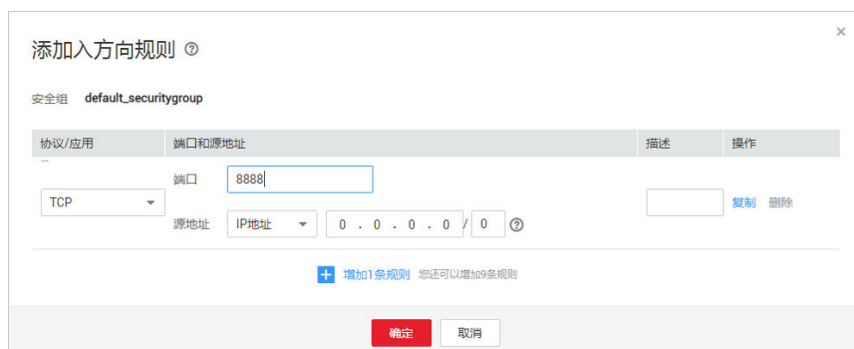 添加入方向规则
安全组 default_securitygroup
协议/应用 端口和源地址 描述 操作
...
端口 8888
TCP 复制 删除
源地址 IP地址 0 . 0 . 0 . 0 / 0
增加1条规则 您还可以增加9条规则
确定 取消